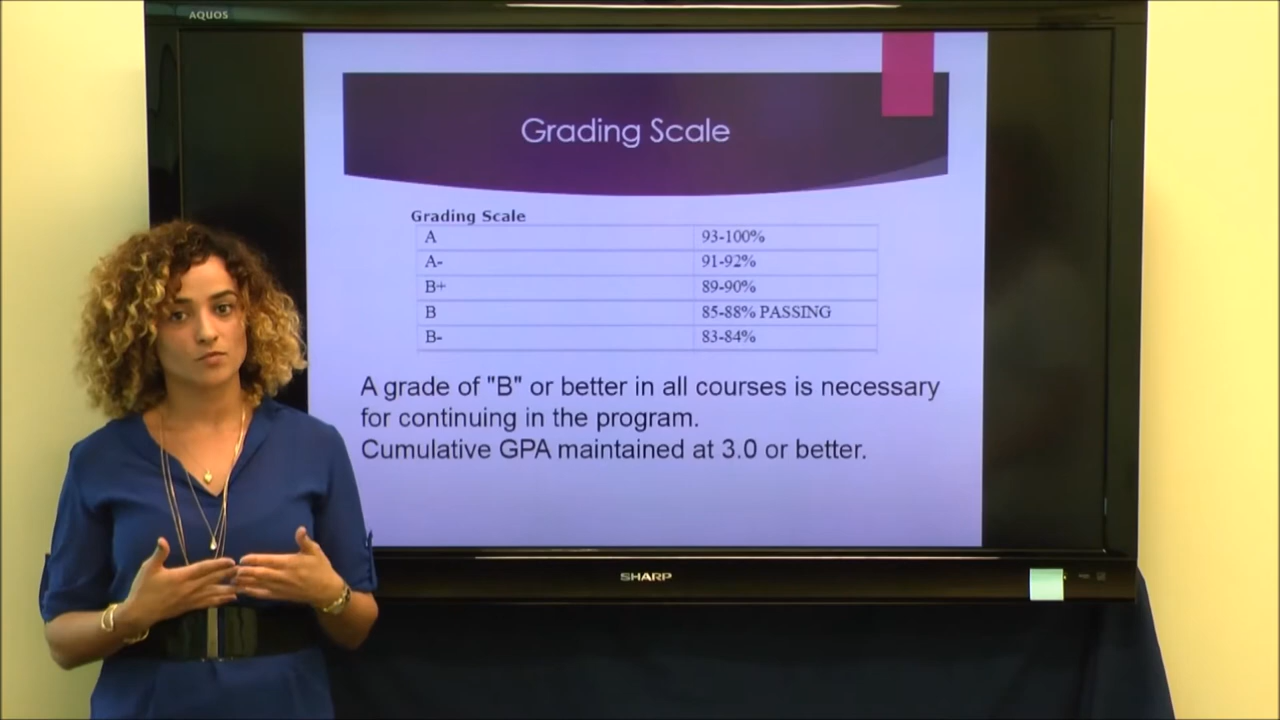 AQUOS
Grading Scale
Grading Scale
A 93-100%
A- 91-92%
B+ 89-90%
B 85-88% PASSING
B- 83-84%
A grade of "B" or better in all courses is necessary
for continuing in the program.
Cumulative GPA maintained at 3.0 or better.
SHARP